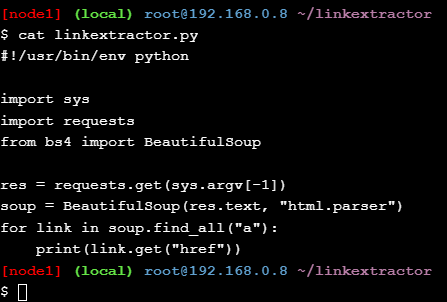 [node1] (local) root@192.168.0.8 ~/linkextractor
$ cat linkextractor.py
#!/usr/bin/env python

import sys
import requests
from bs4 import BeautifulSoup

res = requests.get(sys.argv[-1])
soup = BeautifulSoup(res.text, "html.parser")
for link in soup.find_all("a"):
    print(link.get("href"))
[node1] (local) root@192.168.0.8 ~/linkextractor
$